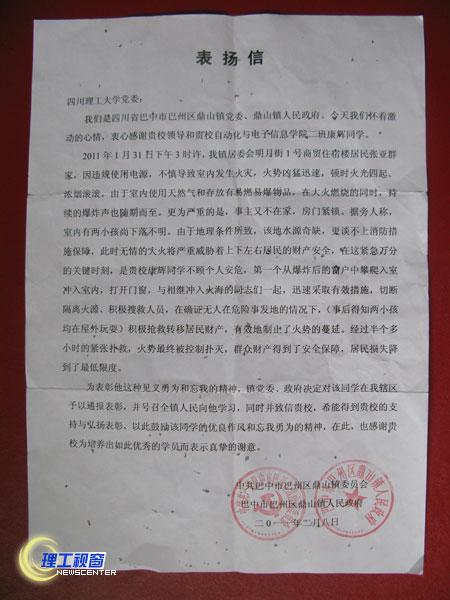 表扬信
四川理工大学党委：
我们是四川省巴中市巴州区鼎山镇党委、鼎山镇人民政府。今天我们怀着激
动的心情，衷心感谢贵校领导和贵校自动化与电子信息学院二班康辉同学。
2011年1月31日下午3时许，我镇居委会明月街1号商贸住宿楼居民张亚群
家，因违规使用电源，不慎导致室内发生火灾，火势凶猛迅速，顿时火光四起、
浓烟滚滚。由于室内使用天然气和存放有易燃易爆物品，在大火燃烧的同时，持
续的爆炸声也随期而至。更为严重的是，事主又不在家，房门紧锁。据旁人称，
室内有两小孩尚下落不明。由于地理条件所致，该地水源奇缺，更谈不上消防措
施保障，此时无情的大火将严重威胁着上下左右居民的财产安全，在这紧急万分
的关键时刻，是贵校康辉同学不顾个人安危，第一个从爆炸后的窗户中攀爬入室
冲入室内，打开门窗，与相继冲入火海的同志们一起，迅速采取有效措施，切断
隔离火源、积极搜救人员，在确证无人在危险事发地的情况下，（事后得知两小孩
均在屋外玩耍）积极抢救转移居民财产，有效地制止了火势的蔓延。经过半个多
小时的紧张扑救，火势最终被控制扑灭，群众财产得到了安全保障，居民损失降
到了最低限度。
为表彰他这种见义勇为和忘我的精神，镇党委、政府决定对该同学在我辖区
予以通报表彰，并号召全镇人民向他学习，同时并致信贵校，希能得到贵校的支
持与弘扬表彰，以此鼓励该同学的优良作风和忘我勇为的精神，在此，也感谢贵
校为培养出如此优秀的学员而表示真挚的谢意。
中共巴中市巴州区鼎山镇委员会
巴中市巴州区鼎山镇人民政府
二0一一年二月八日
理工视窗
NEWSCENTER